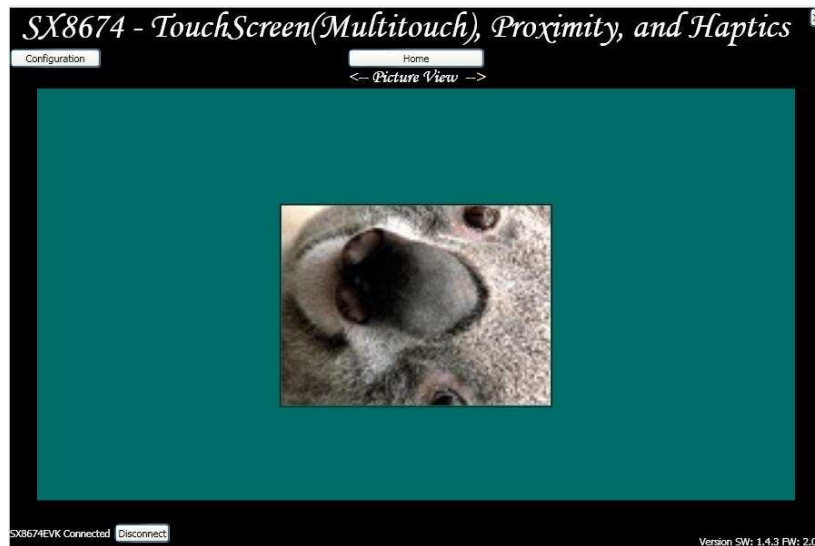 SX8674 - TouchScreen(Multitouch), Proximity, and Haptics
Configuration
Home
<-- Picture View -->
SX8674EVK Connected Disconnect
Version SW: 1.4.3 FW: 2.0